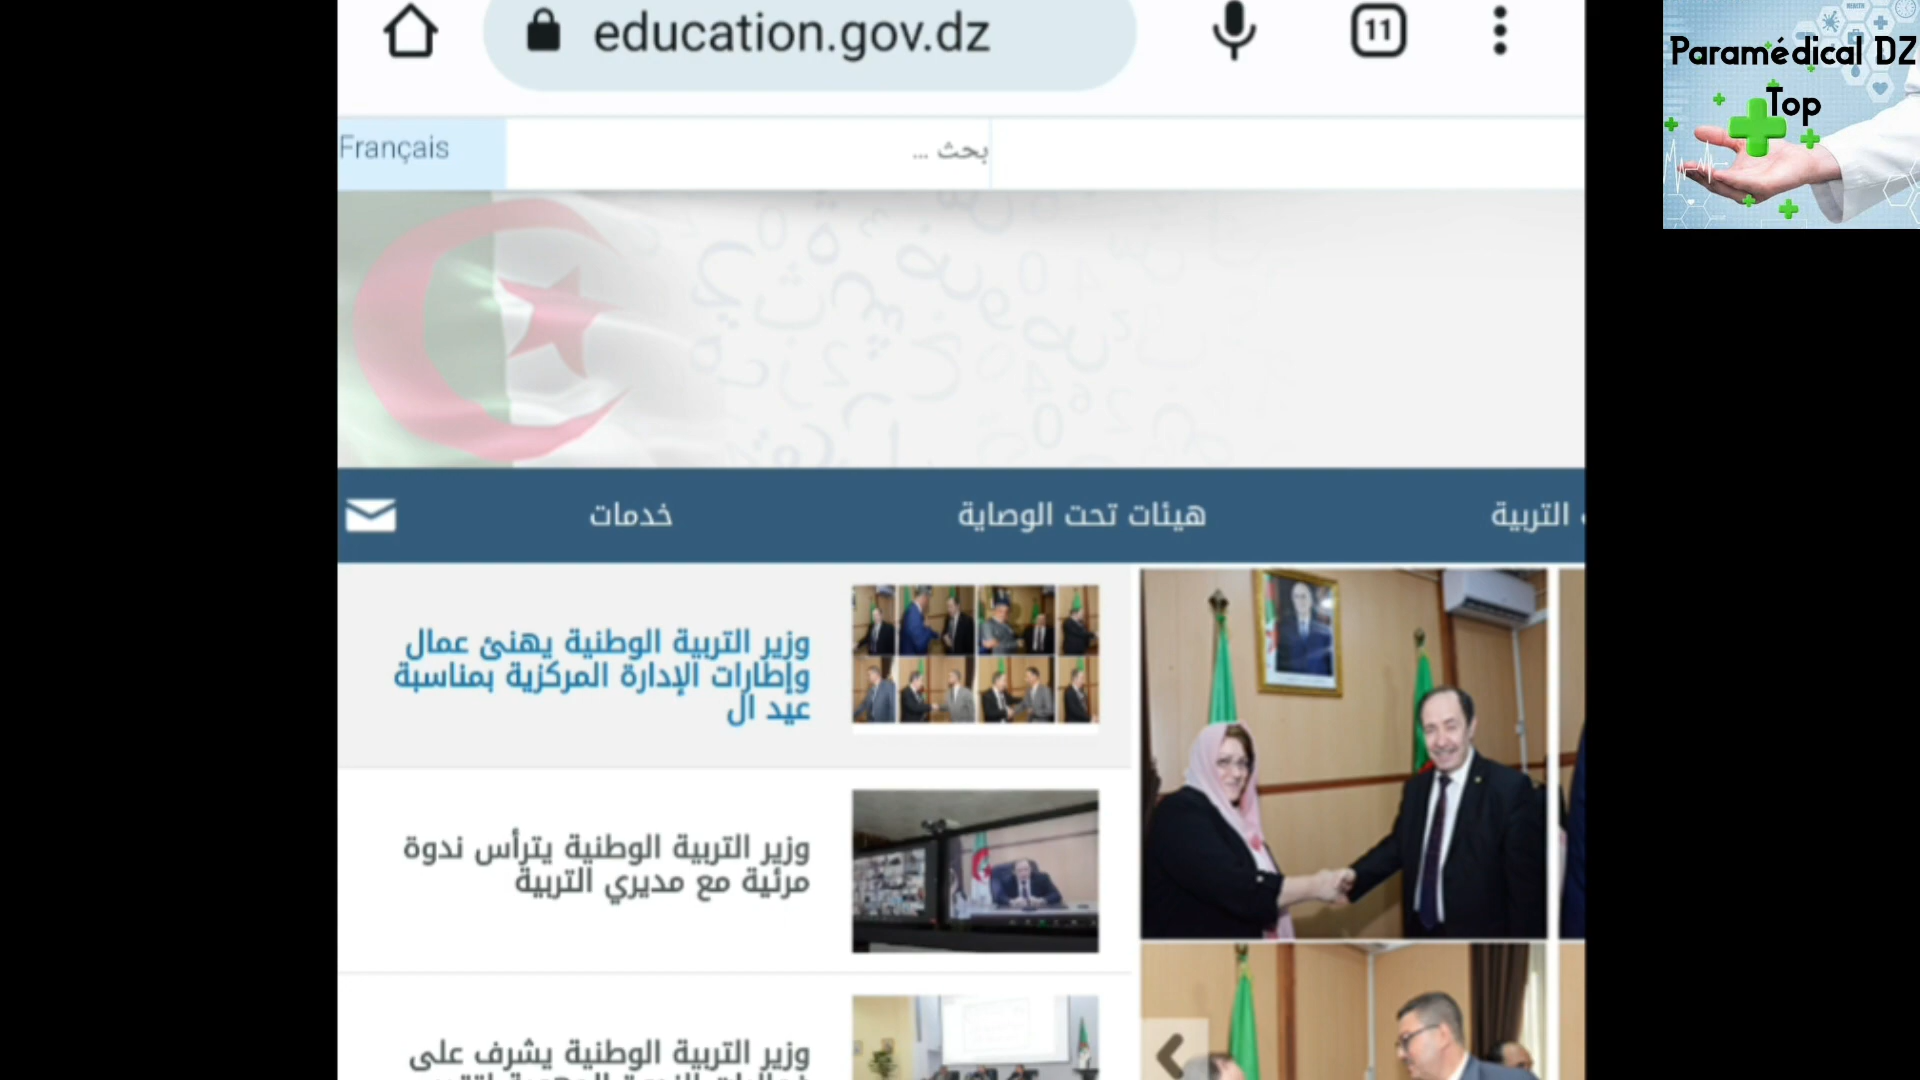 education.gov.dz
11
Paramédical DZ
Top
Français
بحث ...
التربية
هيئات تحت الوصاية
خدمات
وزير التربية الوطنية يهنئ عمال
وإطارات الإدارة المركزية بمناسبة
عيد ال
وزير التربية الوطنية يترأس ندوة
مرئية مع مديري التربية
وزير التربية الوطنية يشرف على